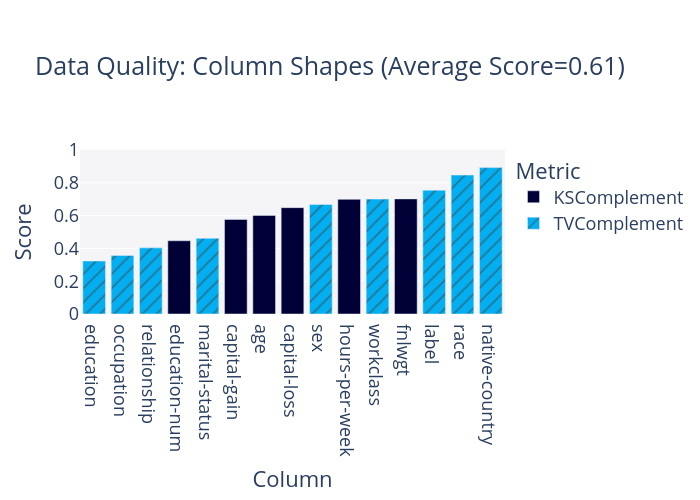 Data Quality: Column Shapes (Average Score=0.61)
Score
1
0.8
0.6
0.4
0.2
0
education
occupation
relationship
education-num
marital-status
capital-gain
age
capital-loss
sex
hours-per-week
workclass
fnlwgt
label
race
native-country
Column
Metric
KSComplement
TVComplement